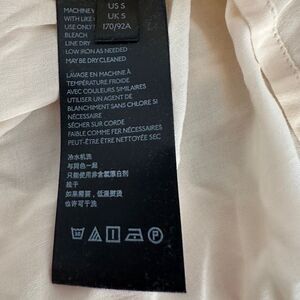 MACHINE
US S
WITH LIKE
UK S
USE ONLY
170/92A
BLEACH
LINE DRY
LOW IRON AS NEEDED
MAY BE DRY CLEANED
LAVAGE EN MACHINE À
TEMPÉRATURE FROIDE
AVEC COULEURS SIMILAIRES
UTILISER UN AGENT DE
BLANCHIMENT SANS CHLORE SI
NÉCESSAIRE
SÉCHER SUR CORDE
FAIBLE COMME FER NÉCESSAIRES
PEUT-ÊTRE NETTOYÉE SEC
冷水机洗
与同色一起
只能使用非含氯漂白剂
挂干
如果需要，低温熨烫
也许可干洗
P